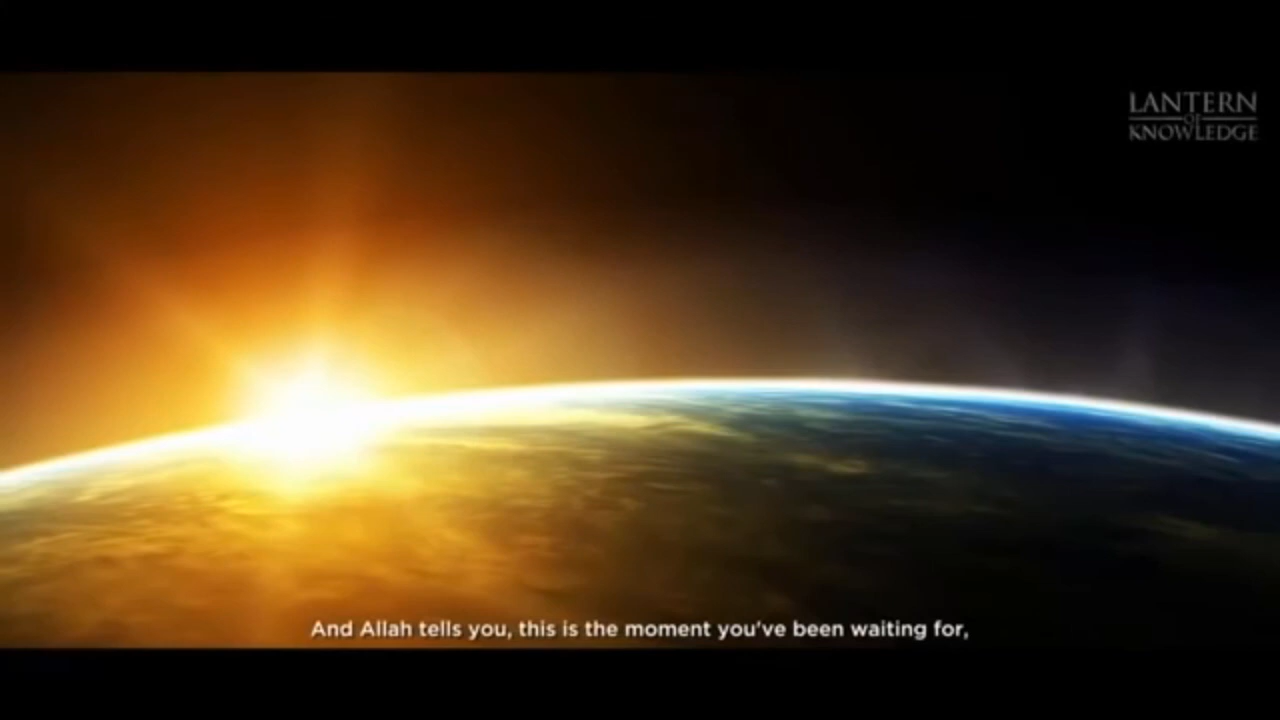 LANTERN
OF
KNOWLEDGE
And Allah tells you, this is the moment you've been waiting for,